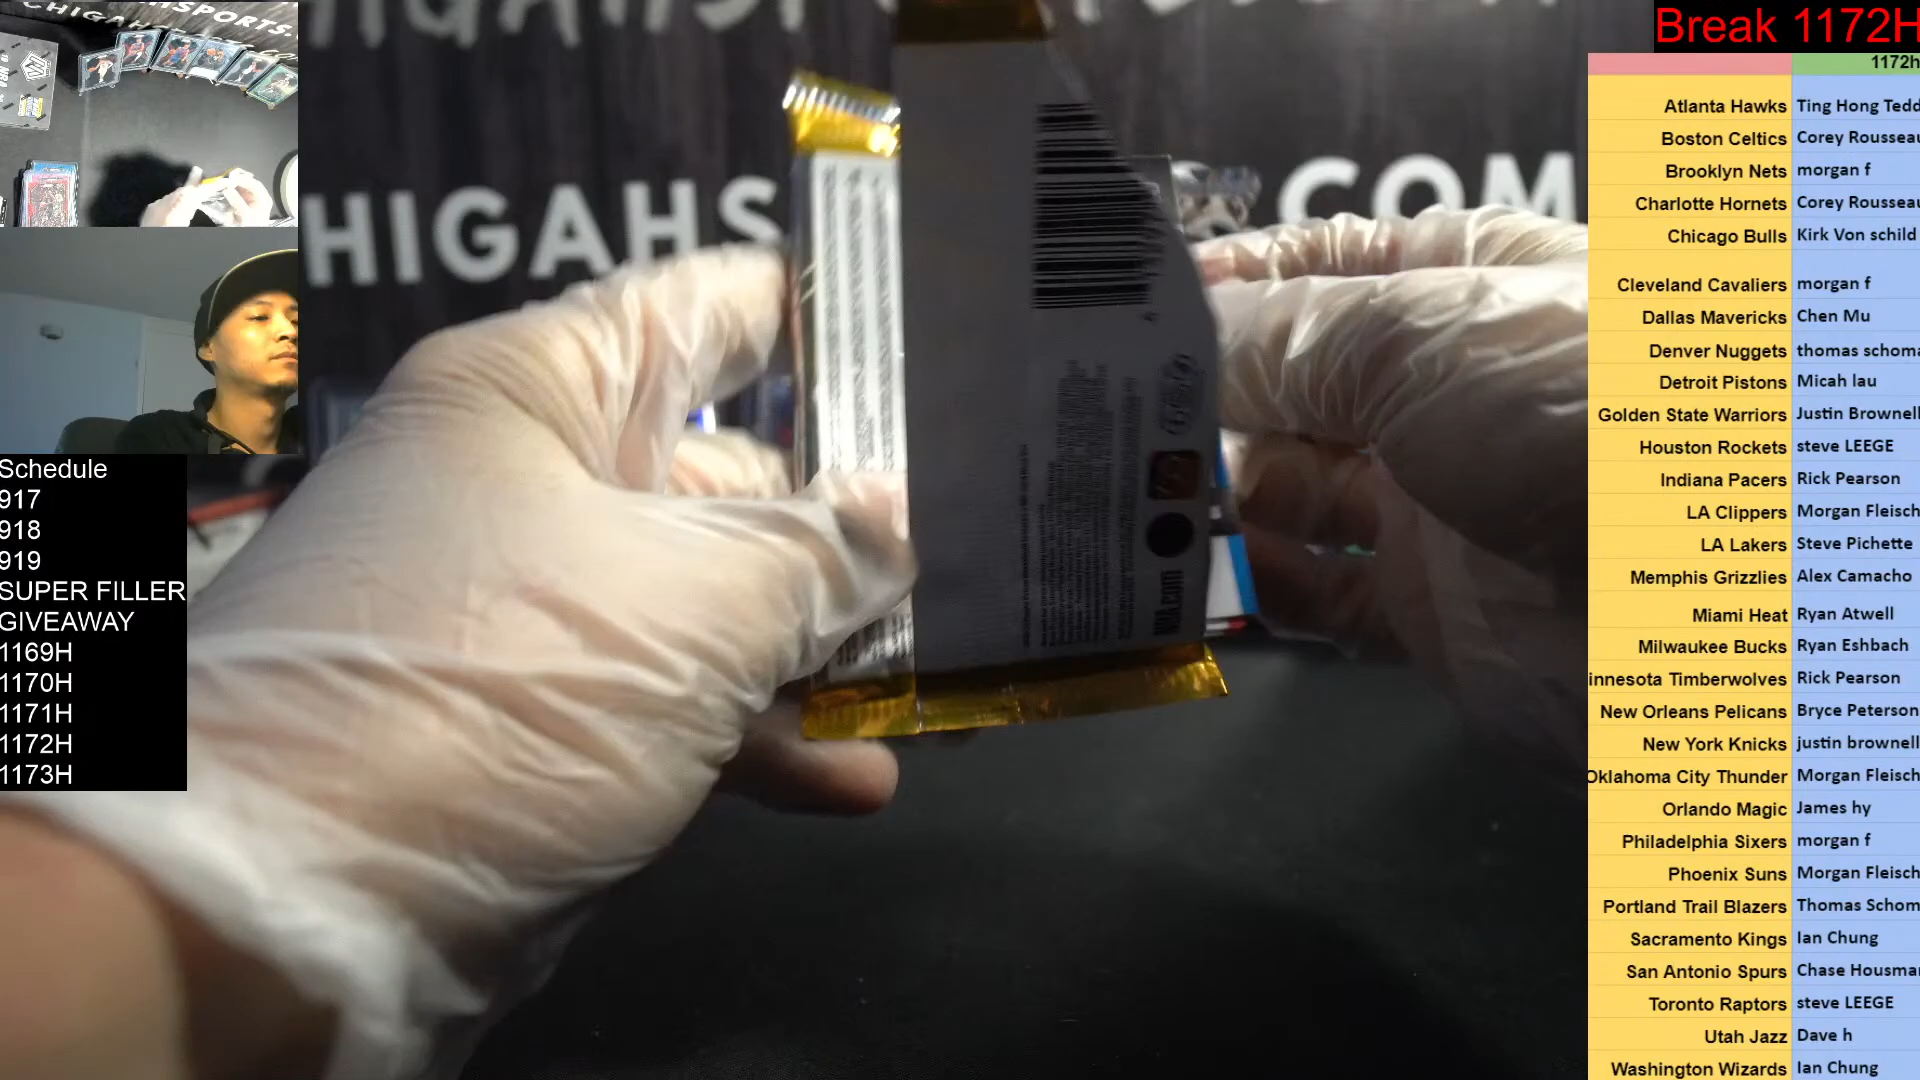 CHIGAHSPORTS.
COM
HIGAHS
COM
NBA.com
Break 1172H
1172h
Atlanta Hawks Ting Hong Tedd
Boston Celtics Corey Rousseau
Brooklyn Nets morgan f
Charlotte Hornets Corey Rousseau
Chicago Bulls Kirk Von schild
Cleveland Cavaliers morgan f
Dallas Mavericks Chen Mu
Denver Nuggets thomas schoma
Detroit Pistons Micah lau
Golden State Warriors Justin Brownell
Houston Rockets steve LEEGE
Indiana Pacers Rick Pearson
LA Clippers Morgan Fleisch
LA Lakers Steve Pichette
Memphis Grizzlies Alex Camacho
Miami Heat Ryan Atwell
Milwaukee Bucks Ryan Eshbach
innesota Timberwolves Rick Pearson
New Orleans Pelicans Bryce Peterson
New York Knicks justin brownell
Oklahoma City Thunder Morgan Fleisch
Orlando Magic James hy
Philadelphia Sixers morgan f
Phoenix Suns Morgan Fleisch
Portland Trail Blazers Thomas Schom
Sacramento Kings Ian Chung
San Antonio Spurs Chase Housman
Toronto Raptors steve LEEGE
Utah Jazz Dave h
Washington Wizards Ian Chung
Schedule
917
918
919
SUPER FILLER
GIVEAWAY
1169H
1170H
1171H
1172H
1173H